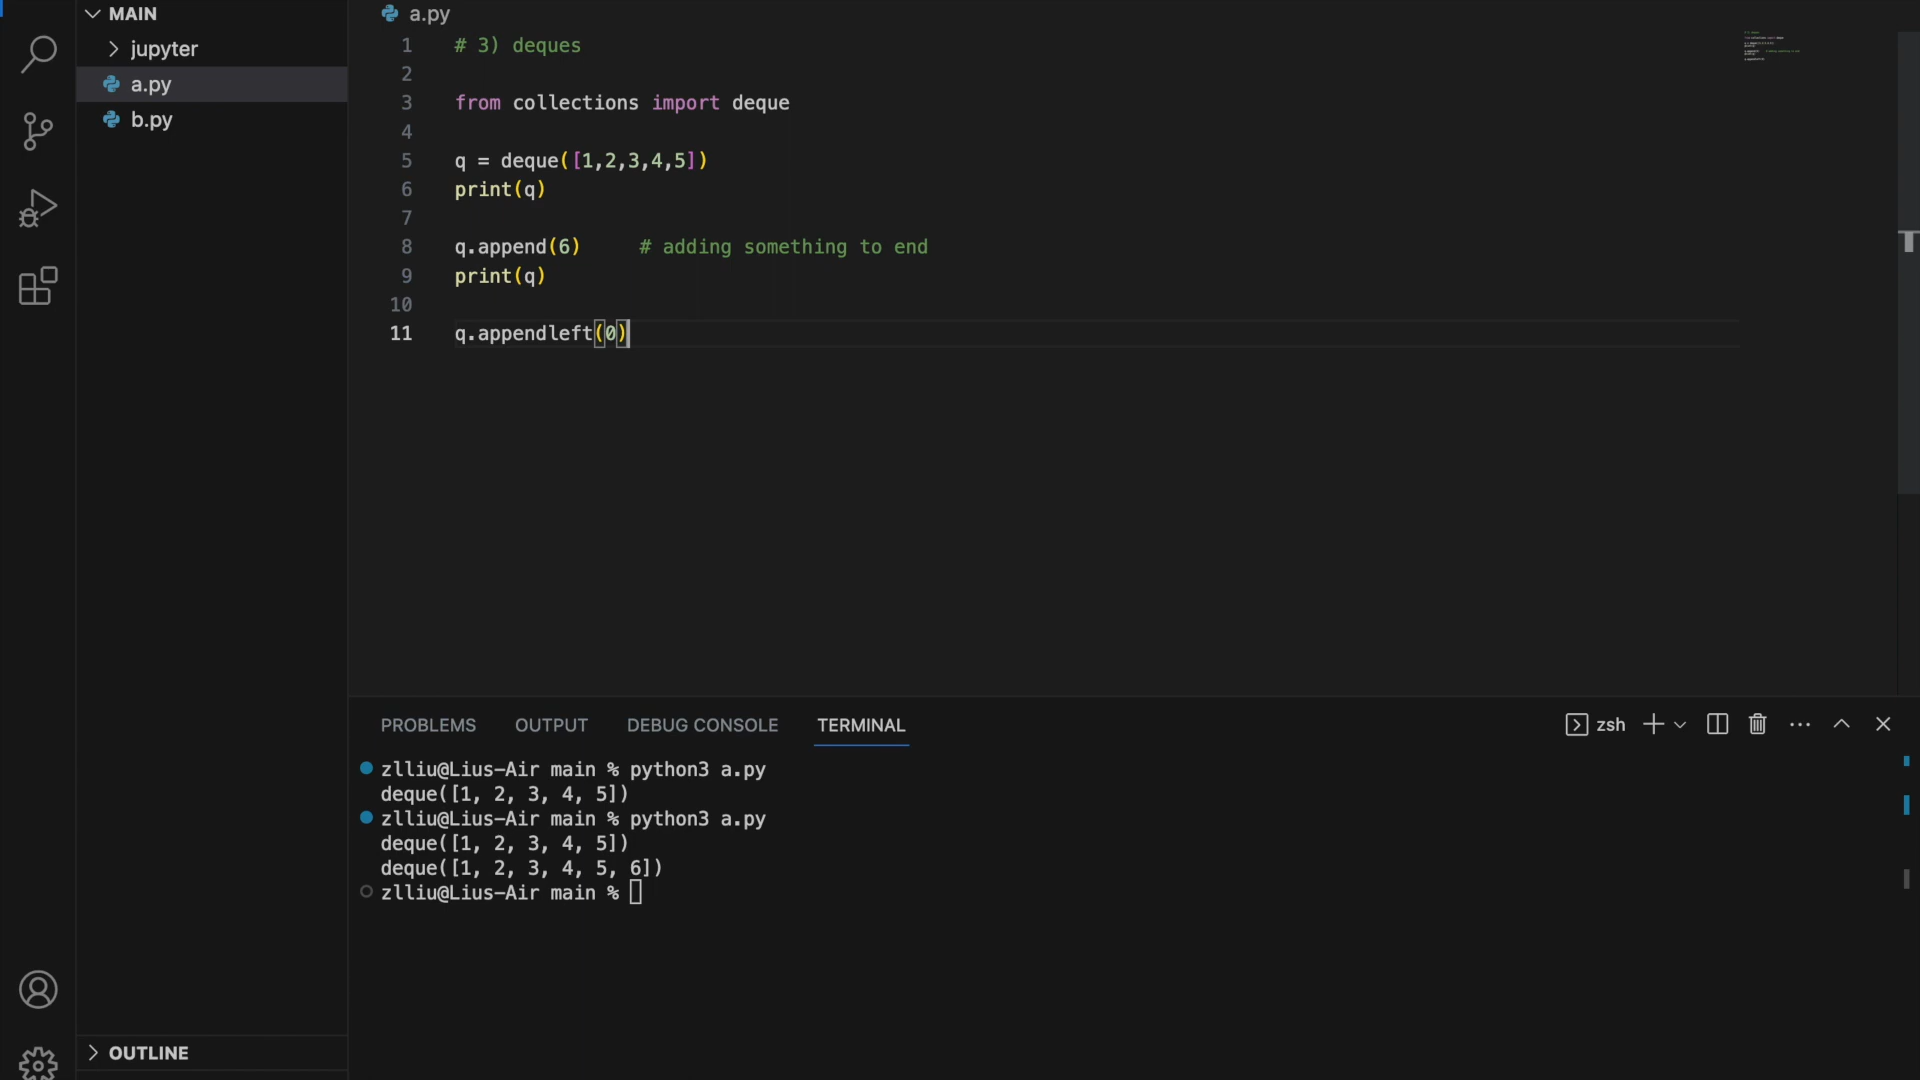 MAIN
jupyter
a.py
b.py
OUTLINE
a.py
1 # 3) deques
2
3 from collections import deque
4
5 q = deque([1,2,3,4,5])
6 print(q)
7
8 q.append(6)     # adding something to end
9 print(q)
10
11 q.appendleft(0)
PROBLEMS OUTPUT DEBUG CONSOLE TERMINAL zsh
zlliu@Lius-Air main % python3 a.py
deque([1, 2, 3, 4, 5])
zlliu@Lius-Air main % python3 a.py
deque([1, 2, 3, 4, 5])
deque([1, 2, 3, 4, 5, 6])
zlliu@Lius-Air main %